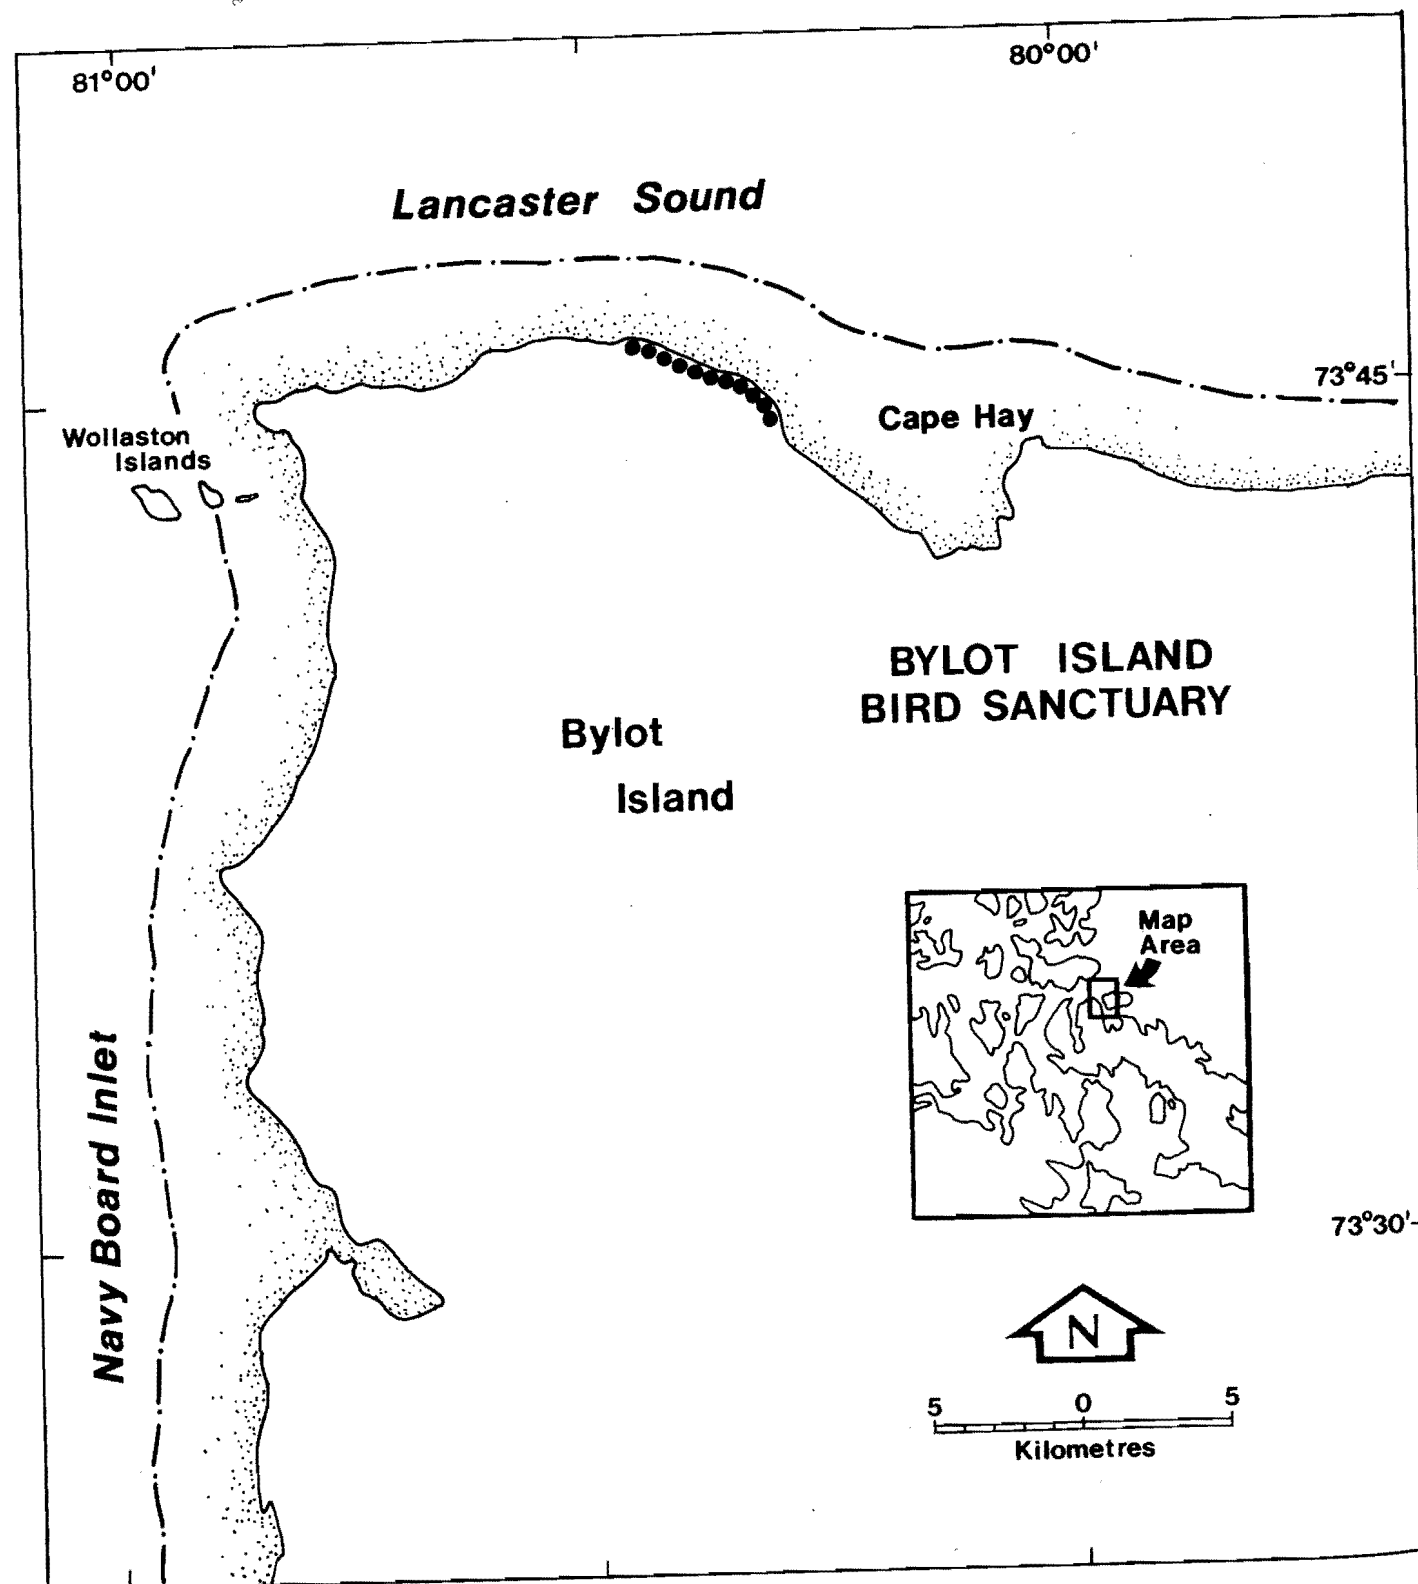 81°00'
80°00'
Lancaster Sound
73°45'
Cape Hay
Wollaston
Islands
BYLOT ISLAND
BIRD SANCTUARY
Bylot
Island
Map
Area
Navy Board Inlet
73°30'
N
5 0 5
Kilometres